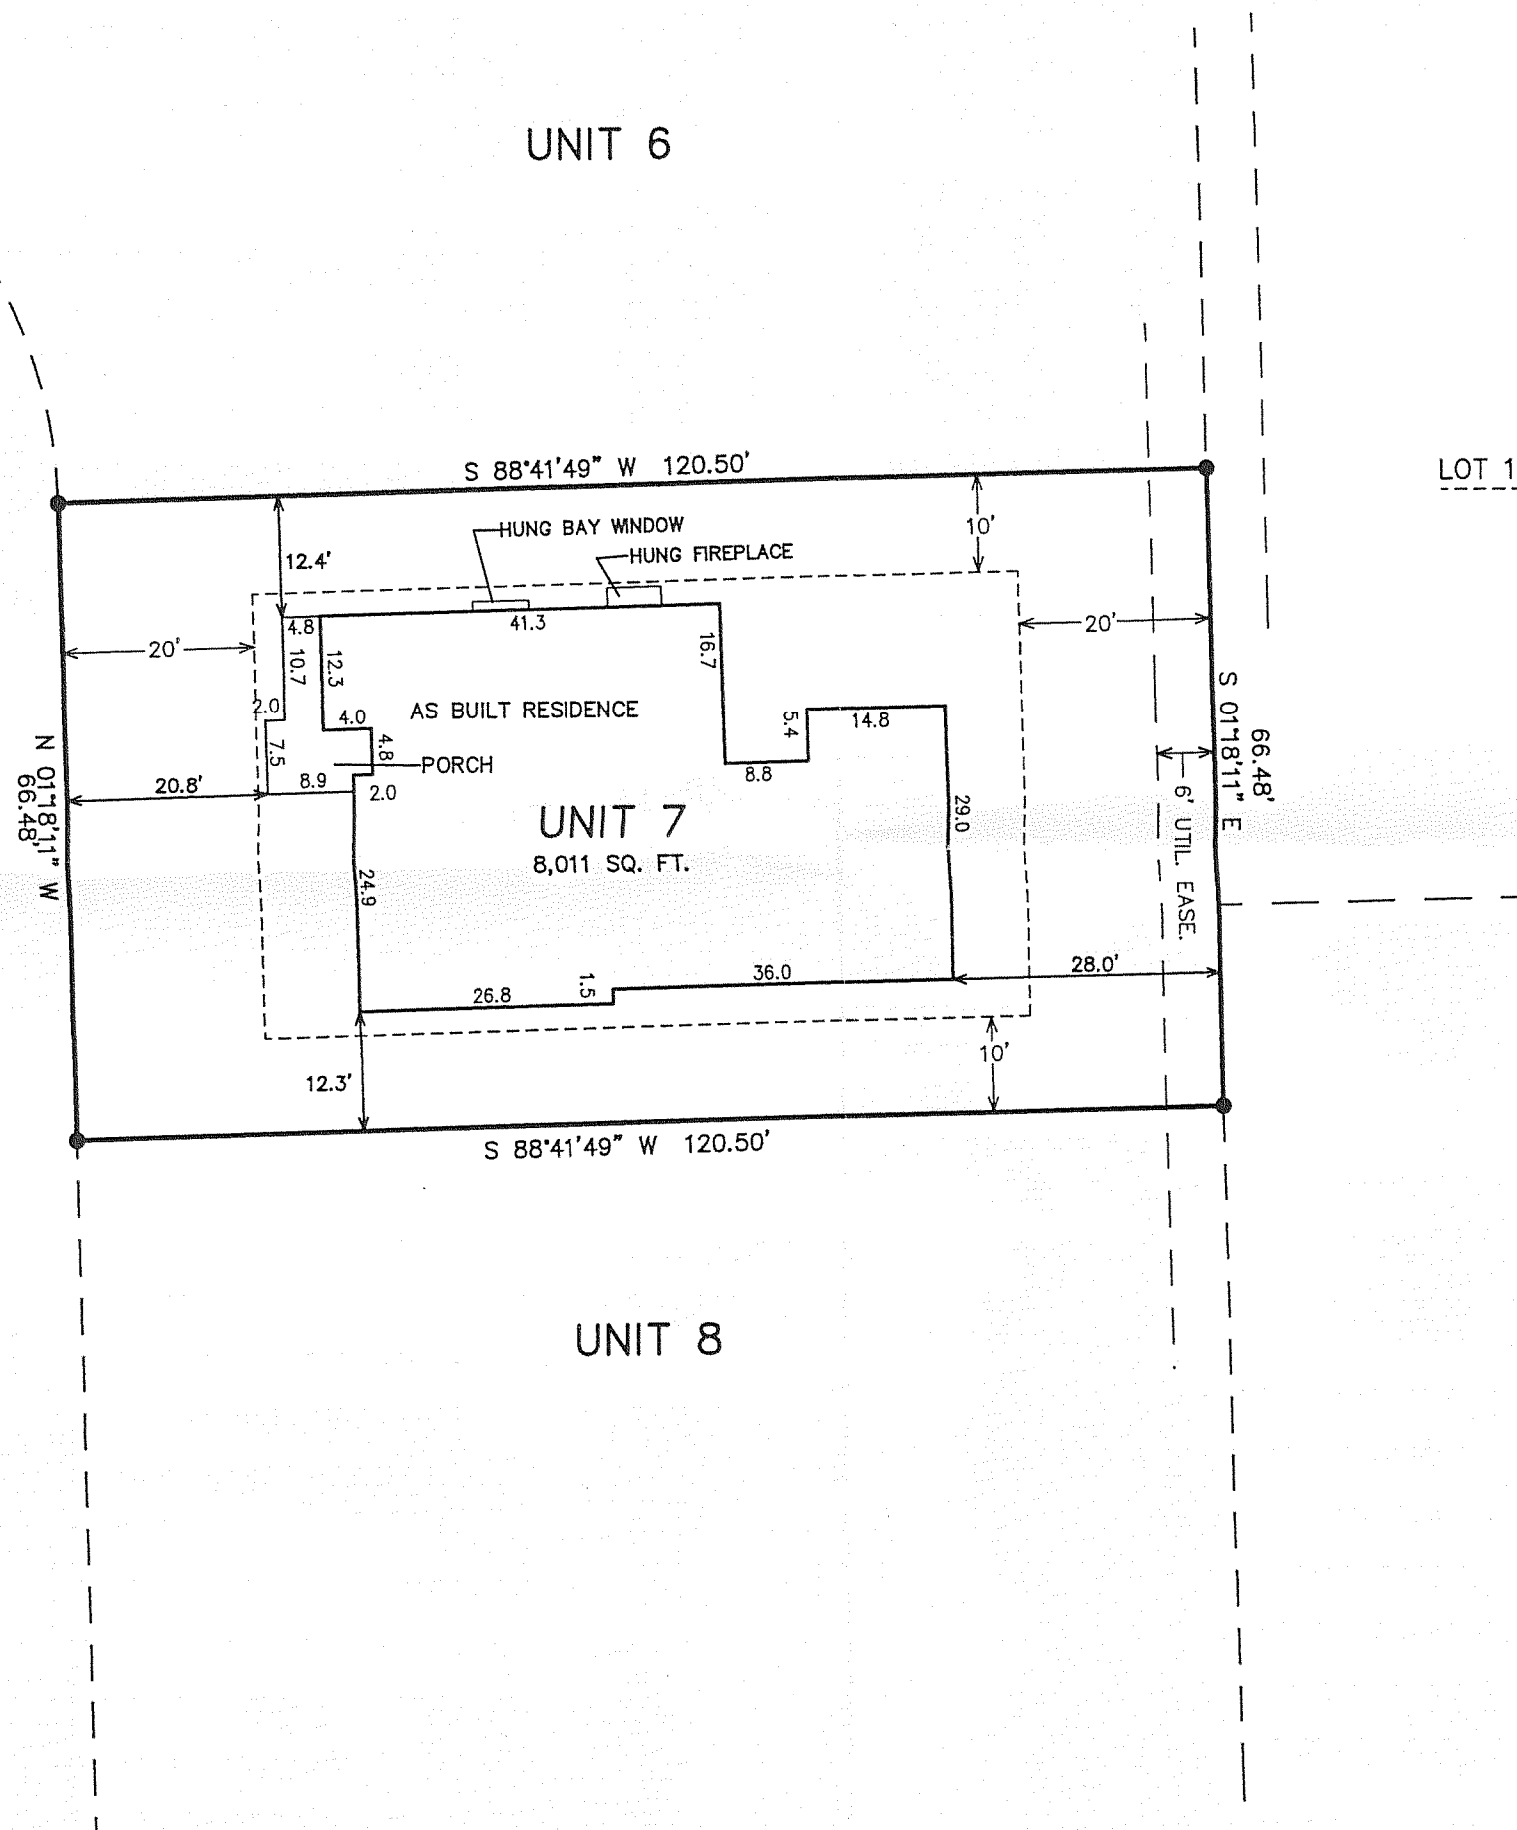 UNIT 6
S 88°41'49" W 120.50'
LOT 1
HUNG BAY WINDOW
10'
HUNG FIREPLACE
12.4'
4.8
41.3
20'
20'
16.7
10.7
12.3
2.0
4.0
AS BUILT RESIDENCE
5.4
14.8
S 01°18'11" E
66.48'
N 01°18'11" W
66.48'
7.5
4.8
PORCH
8.8
20.8'
8.9
2.0
6' UTIL. EASE.
UNIT 7
29.0
8,011 SQ. FT.
24.9
28.0'
1.5
36.0
26.8
10'
12.3'
S 88°41'49" W 120.50'
UNIT 8